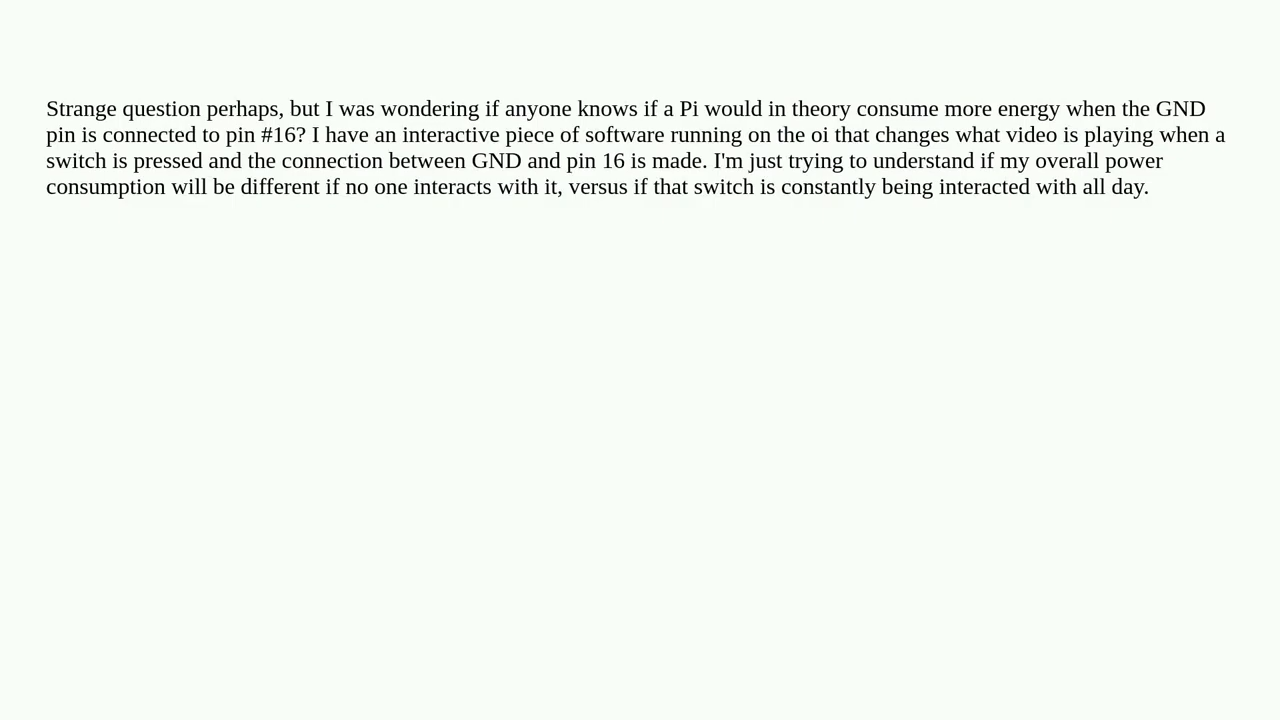 Strange question perhaps, but I was wondering if anyone knows if a Pi would in theory consume more energy when the GND
pin is connected to pin #16? I have an interactive piece of software running on the oi that changes what video is playing when a
switch is pressed and the connection between GND and pin 16 is made. I'm just trying to understand if my overall power
consumption will be different if no one interacts with it, versus if that switch is constantly being interacted with all day.